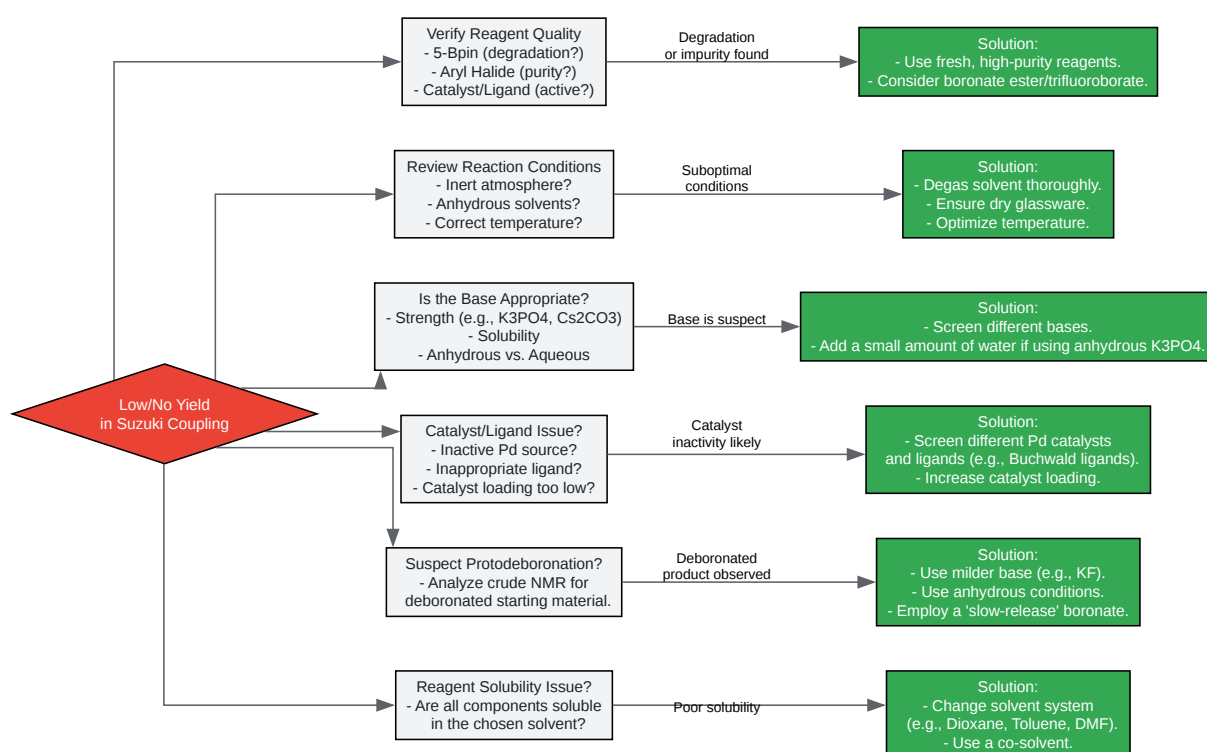 Verify Reagent Quality
- 5-Bpin (degradation?)
- Aryl Halide (purity?)
- Catalyst/Ligand (active?)
Degradation
or impurity found
Solution:
- Use fresh, high-purity reagents.
- Consider boronate ester/trifluoroborate.
Review Reaction Conditions
- Inert atmosphere?
- Anhydrous solvents?
- Correct temperature?
Suboptimal
conditions
Solution:
- Degas solvent thoroughly.
- Ensure dry glassware.
- Optimize temperature.
Is the Base Appropriate?
- Strength (e.g., K3PO4, Cs2CO3)
- Solubility
- Anhydrous vs. Aqueous
Base is suspect
Solution:
- Screen different bases.
- Add a small amount of water if using anhydrous K3PO4.
Low/No Yield
in Suzuki Coupling
Catalyst/Ligand Issue?
- Inactive Pd source?
- Inappropriate ligand?
- Catalyst loading too low?
Catalyst
inactivity likely
Solution:
- Screen different Pd catalysts
and ligands (e.g., Buchwald ligands).
- Increase catalyst loading.
Suspect Protodeboronation?
- Analyze crude NMR for
deboronated starting material.
Deboronated
product observed
Solution:
- Use milder base (e.g., KF).
- Use anhydrous conditions.
- Employ a 'slow-release' boronate.
Reagent Solubility Issue?
- Are all components soluble
in the chosen solvent?
Poor solubility
Solution:
- Change solvent system
(e.g., Dioxane, Toluene, DMF).
- Use a co-solvent.